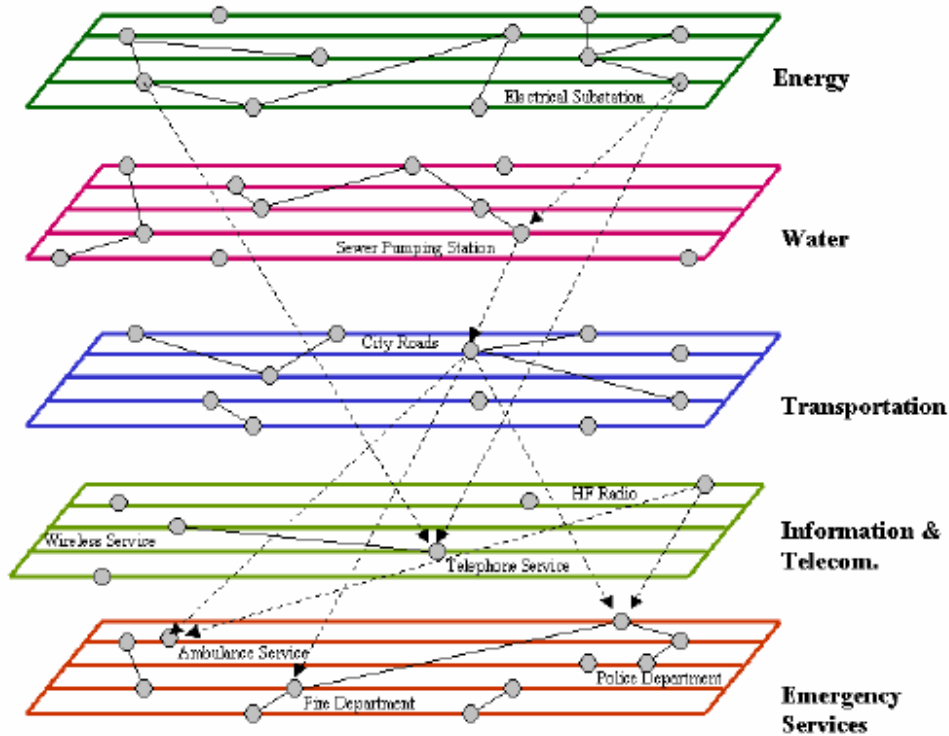 Electrical Substation
Energy
Sewer Pumping Station
Water
City Roads
Transportation
HF Radio
Wireless Service
Information &
Telecom.
Telephone Service
Ambulance Service
Police Department
Fire Department
Emergency
Services